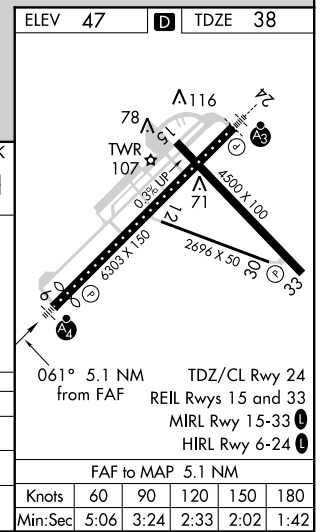 ELEV 47 D TDZE 38
K
116
78
TWR
107
15
24
P
A3
0.3% UP
71
4500 X 100
12
6303 X 150
2696 X 50
30
P
33
6
P
A4
061° 5.1 NM
from FAF
TDZ/CL Rwy 24
REIL Rwys 15 and 33
MIRL Rwy 15-33 L
HIRL Rwy 6-24 L
FAF to MAP 5.1 NM
Knots 60 90 120 150 180
Min:Sec 5:06 3:24 2:33 2:02 1:42